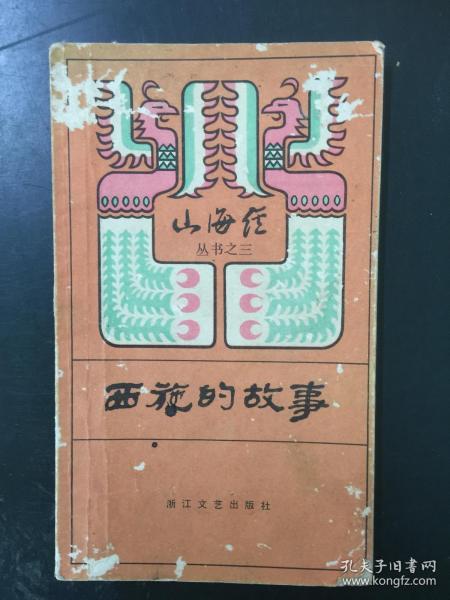 山海经
丛书之三
西施的故事
浙江文艺出版社
孔夫子旧书网
www.kongfz.com